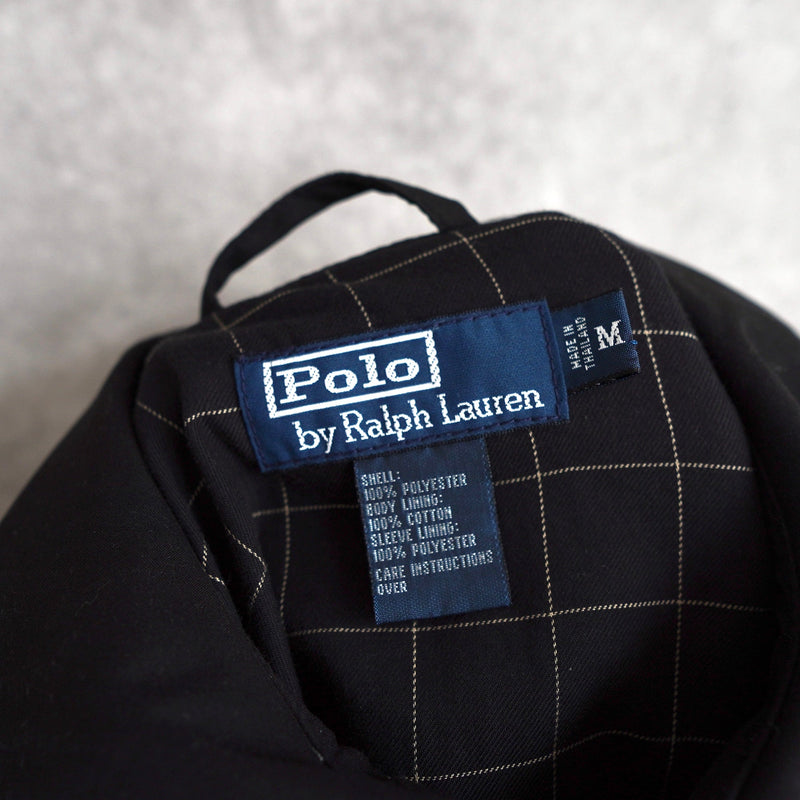 Polo
by Ralph Lauren
MADE IN
THAILAND
M
SHELL:
100% POLYESTER
BODY LINING:
100% COTTON
SLEEVE LINING:
100% POLYESTER
CARE INSTRUCTIONS
OVER